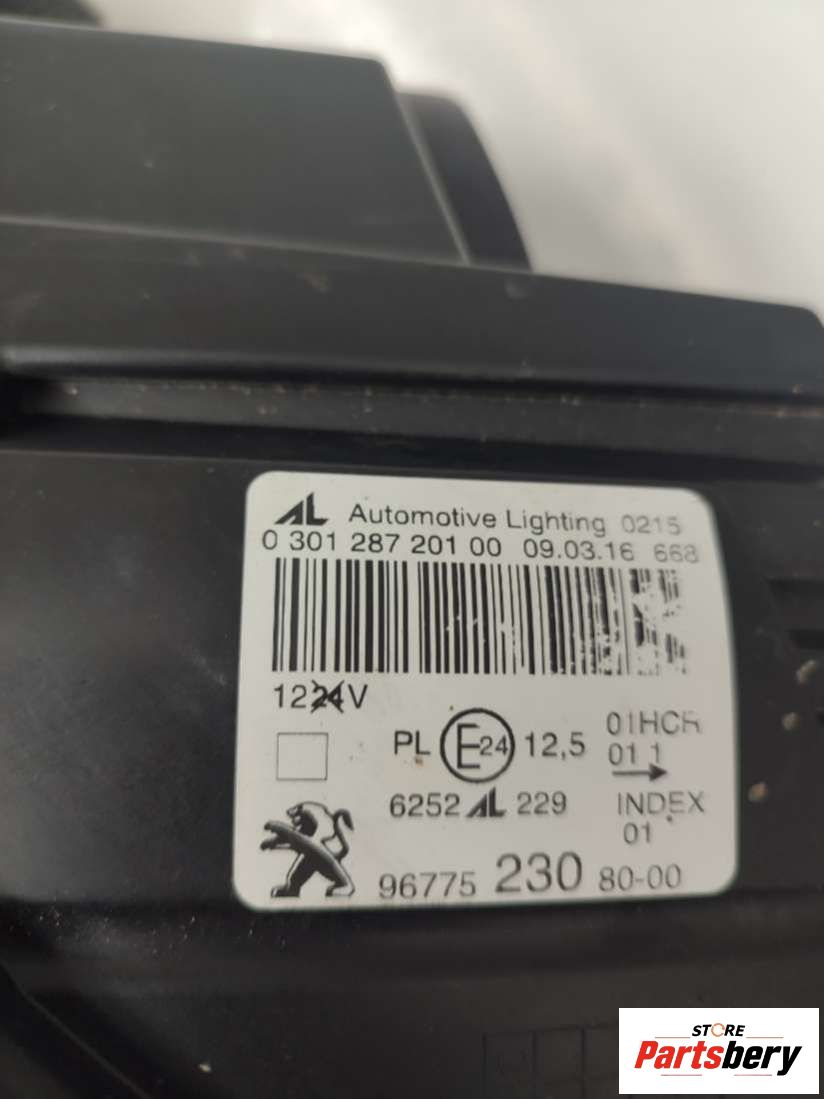 AL Automotive Lighting 0215
0 301 287 201 00 09.03.16 668
1224V
PL E24 12,5 01HCR
01 1
6252 AL 229 INDEX
01
96775 230 80-00
STORE
Partsbery